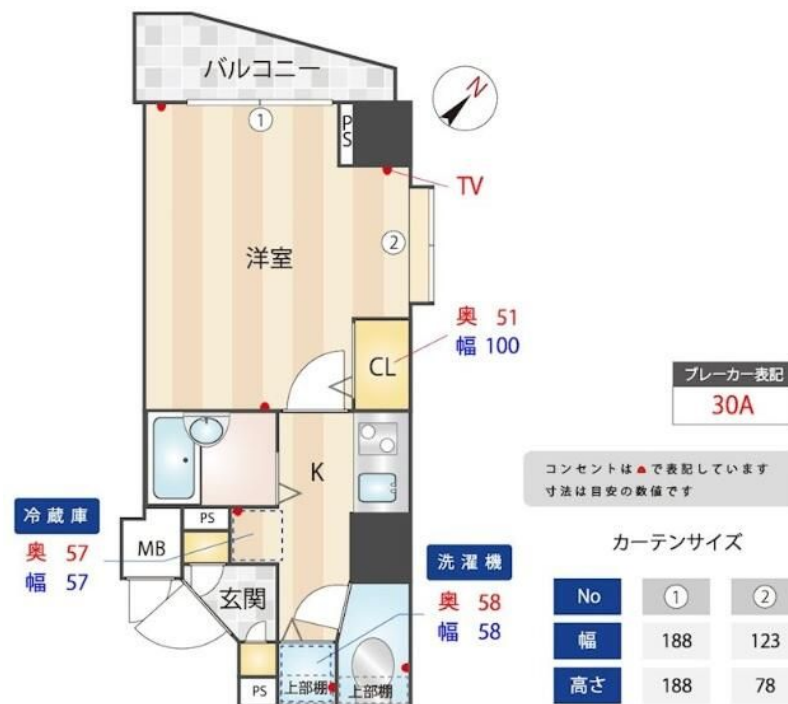 バルコニー
N
①
PS
TV
②
洋室
奥 51
幅 100
CL
ブレーカー表記
30A
K
コンセントは で表記しています
寸法は目安の数値です
冷蔵庫
奥 57
幅 57
PS
MB
カーテンサイズ
洗濯機
奥 58
幅 58
玄関
No ① ②
幅 188 123
高さ 188 78
PS
上部棚
上部棚